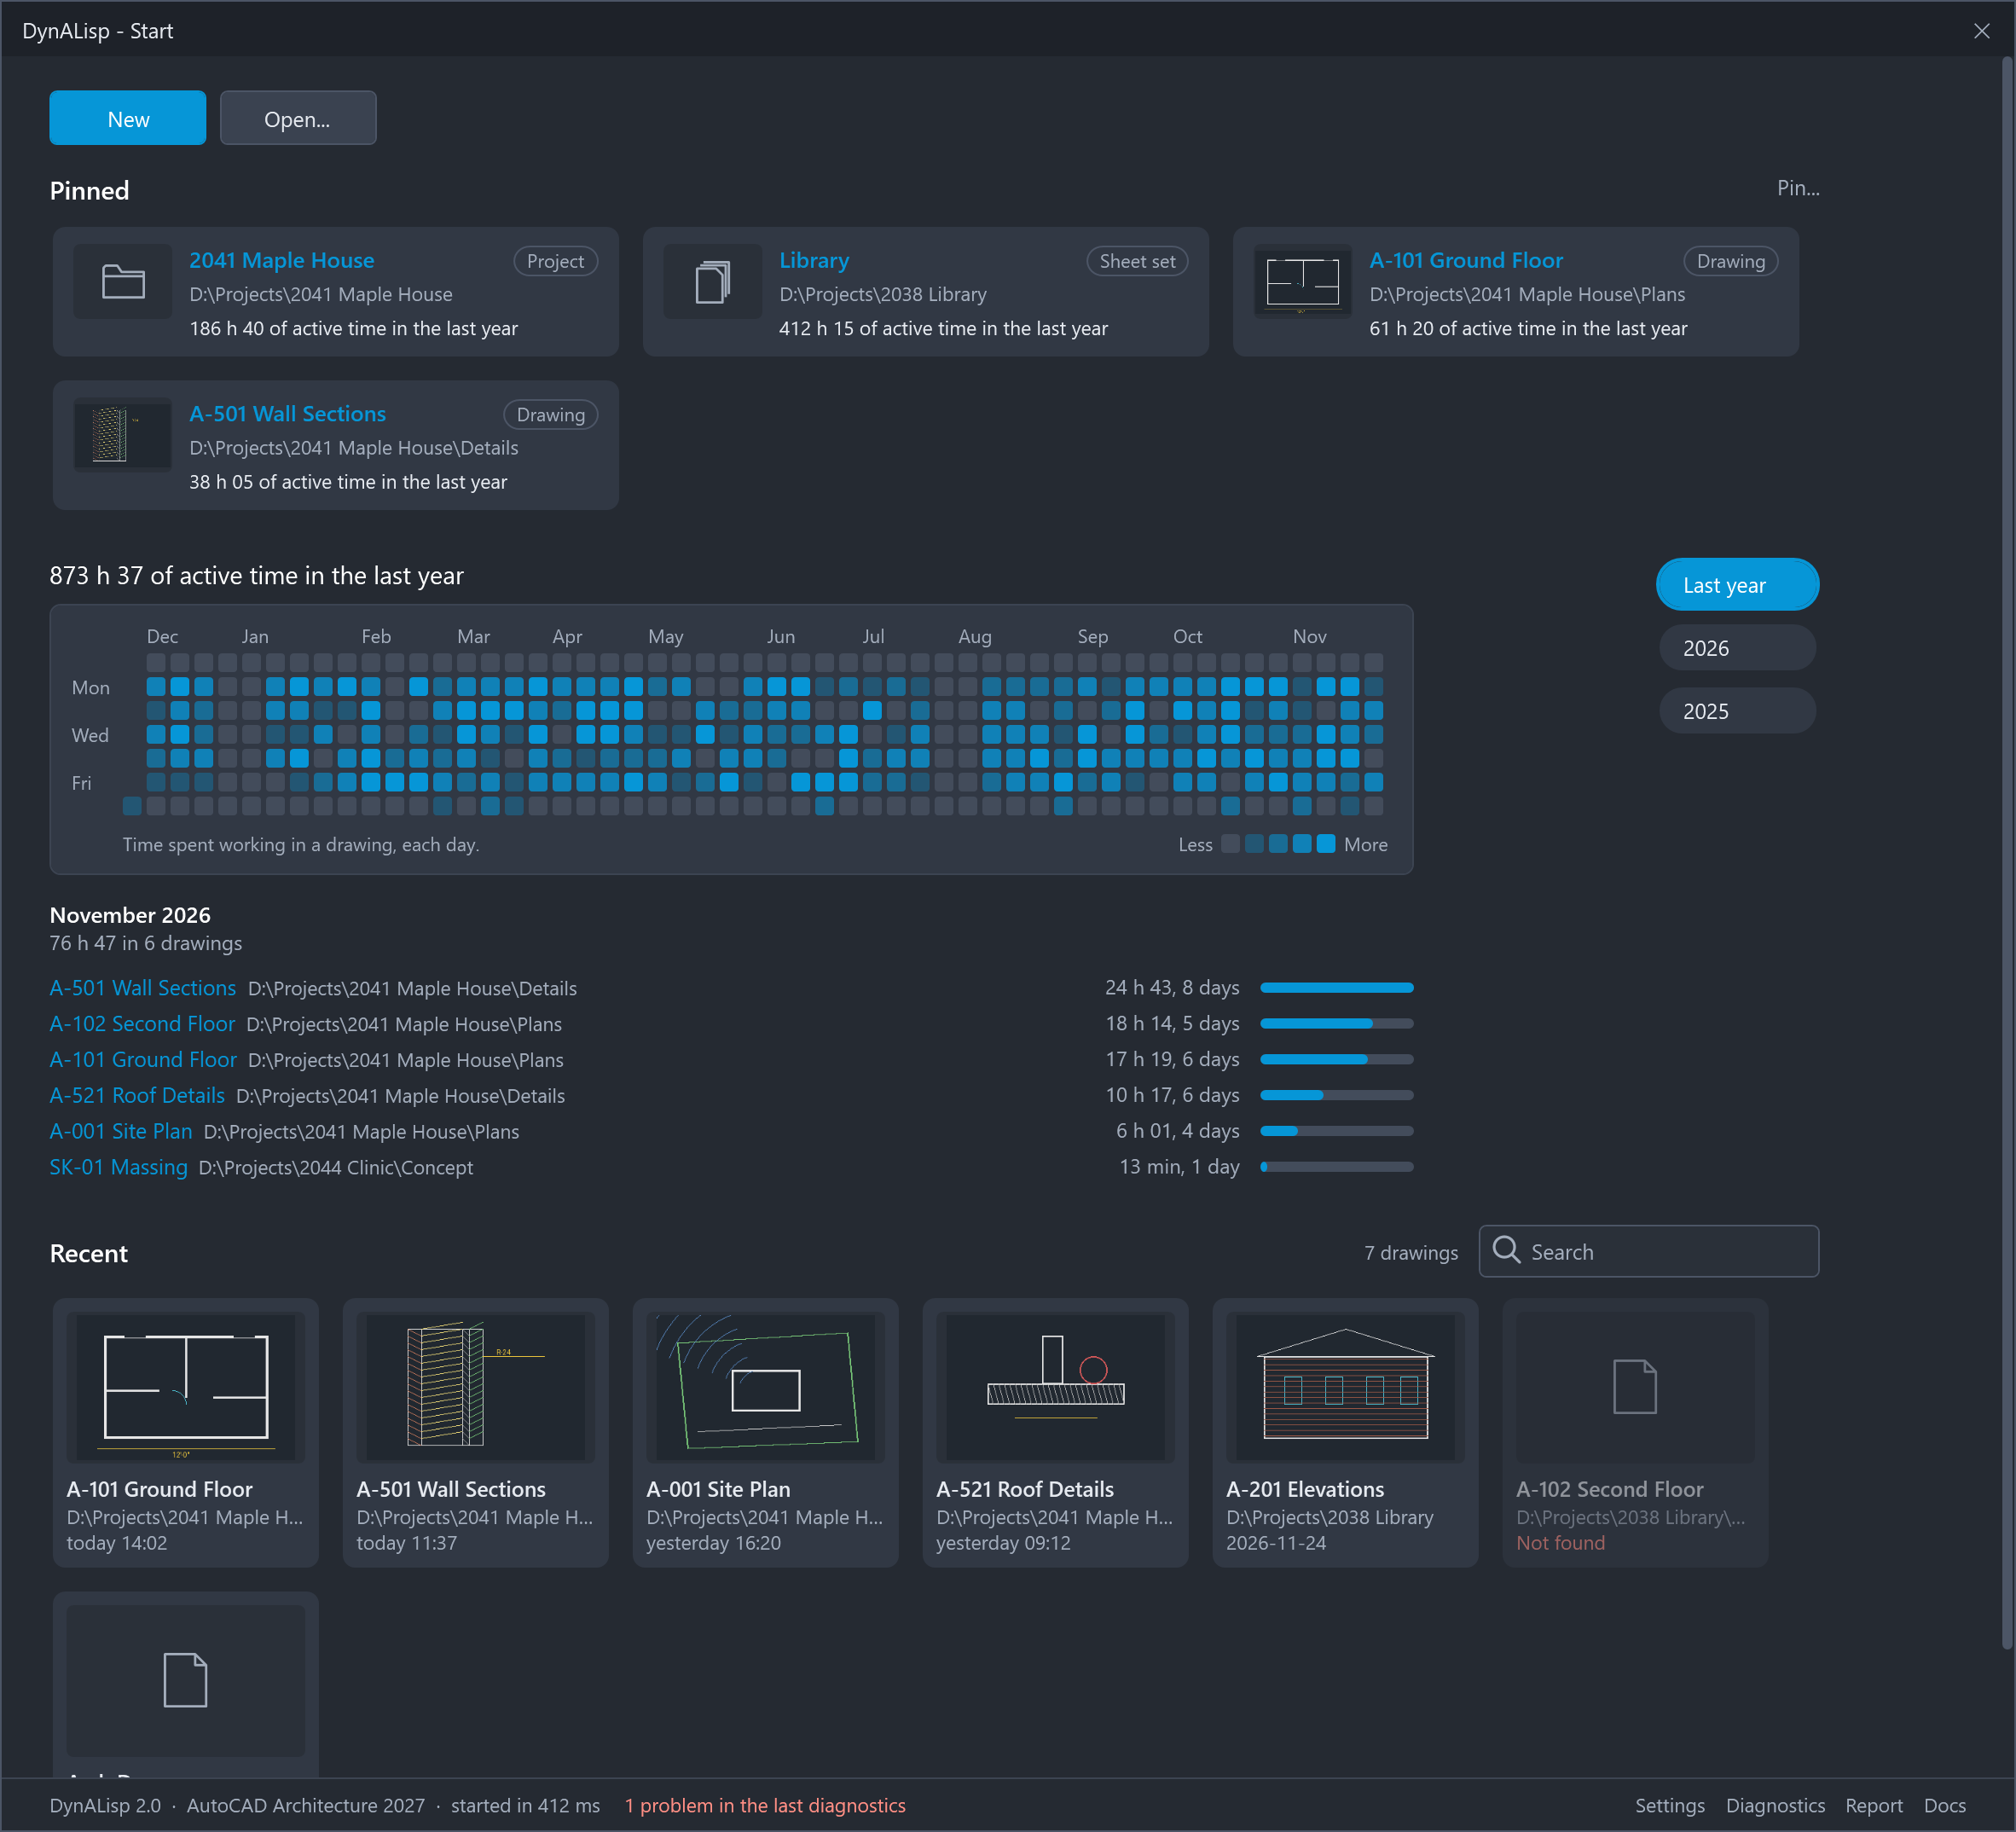 DynALisp - Start
New
Open...
Pinned
Pin...
2041 Maple House
Project
D:\Projects\2041 Maple House
186 h 40 of active time in the last year
Library
Sheet set
D:\Projects\2038 Library
412 h 15 of active time in the last year
A-101 Ground Floor
Drawing
D:\Projects\2041 Maple House\Plans
61 h 20 of active time in the last year
A-501 Wall Sections
Drawing
D:\Projects\2041 Maple House\Details
38 h 05 of active time in the last year
873 h 37 of active time in the last year
Last year
2026
2025
Dec Jan Feb Mar Apr May Jun Jul Aug Sep Oct Nov
Mon
Wed
Fri
Time spent working in a drawing, each day.
Less
More
November 2026
76 h 47 in 6 drawings
A-501 Wall Sections D:\Projects\2041 Maple House\Details 24 h 43, 8 days
A-102 Second Floor D:\Projects\2041 Maple House\Plans 18 h 14, 5 days
A-101 Ground Floor D:\Projects\2041 Maple House\Plans 17 h 19, 6 days
A-521 Roof Details D:\Projects\2041 Maple House\Details 10 h 17, 6 days
A-001 Site Plan D:\Projects\2041 Maple House\Plans 6 h 01, 4 days
SK-01 Massing D:\Projects\2044 Clinic\Concept 13 min, 1 day
Recent
7 drawings
Search
12'0"
A-101 Ground Floor
D:\Projects\2041 Maple H...
today 14:02
R-24
A-501 Wall Sections
D:\Projects\2041 Maple H...
today 11:37
A-001 Site Plan
D:\Projects\2041 Maple H...
yesterday 16:20
A-521 Roof Details
D:\Projects\2041 Maple H...
yesterday 09:12
A-201 Elevations
D:\Projects\2038 Library
2026-11-24
A-102 Second Floor
D:\Projects\2038 Library\...
Not found
DynALisp 2.0 · AutoCAD Architecture 2027 · started in 412 ms
1 problem in the last diagnostics
Settings
Diagnostics
Report
Docs